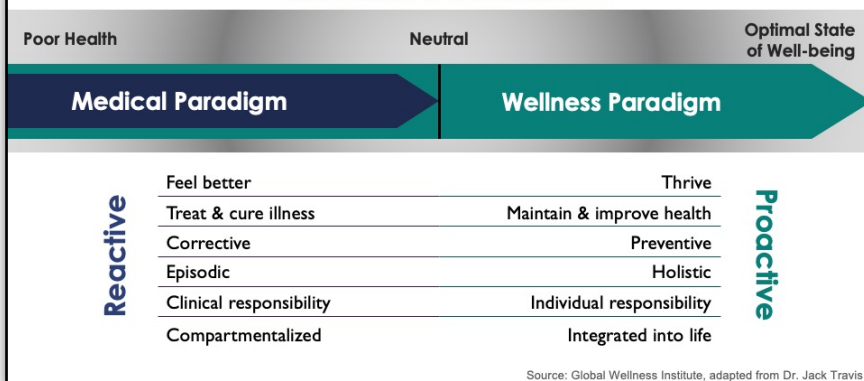 Poor Health
Neutral
Optimal State
of Well-being
Medical Paradigm
Wellness Paradigm
Reactive
Feel better
Thrive
Treat & cure illness
Maintain & improve health
Corrective
Preventive
Episodic
Holistic
Clinical responsibility
Individual responsibility
Compartmentalized
Integrated into life
Proactive
Source: Global Wellness Institute, adapted from Dr. Jack Travis